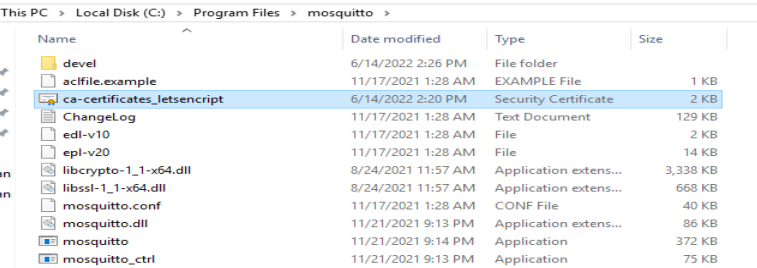 This PC > Local Disk (C:) > Program Files > mosquitto >
Name Date modified Type Size
devel 6/14/2022 2:26 PM File folder
aclfile.example 11/17/2021 1:28 AM EXAMPLE File 1 KB
ca-certificates_letsencript 6/14/2022 2:20 PM Security Certificate 2 KB
ChangeLog 11/17/2021 1:28 AM Text Document 129 KB
edl-v10 11/17/2021 1:28 AM File 2 KB
epl-v20 11/17/2021 1:28 AM File 14 KB
libcrypto-1_1-x64.dll 8/24/2021 11:57 AM Application extens... 3,338 KB
libssl-1_1-x64.dll 8/24/2021 11:57 AM Application extens... 668 KB
mosquitto.conf 11/17/2021 1:28 AM CONF File 40 KB
mosquitto.dll 11/21/2021 9:13 PM Application extens... 86 KB
mosquitto 11/21/2021 9:14 PM Application 372 KB
mosquitto_ctrl 11/21/2021 9:13 PM Application 75 KB